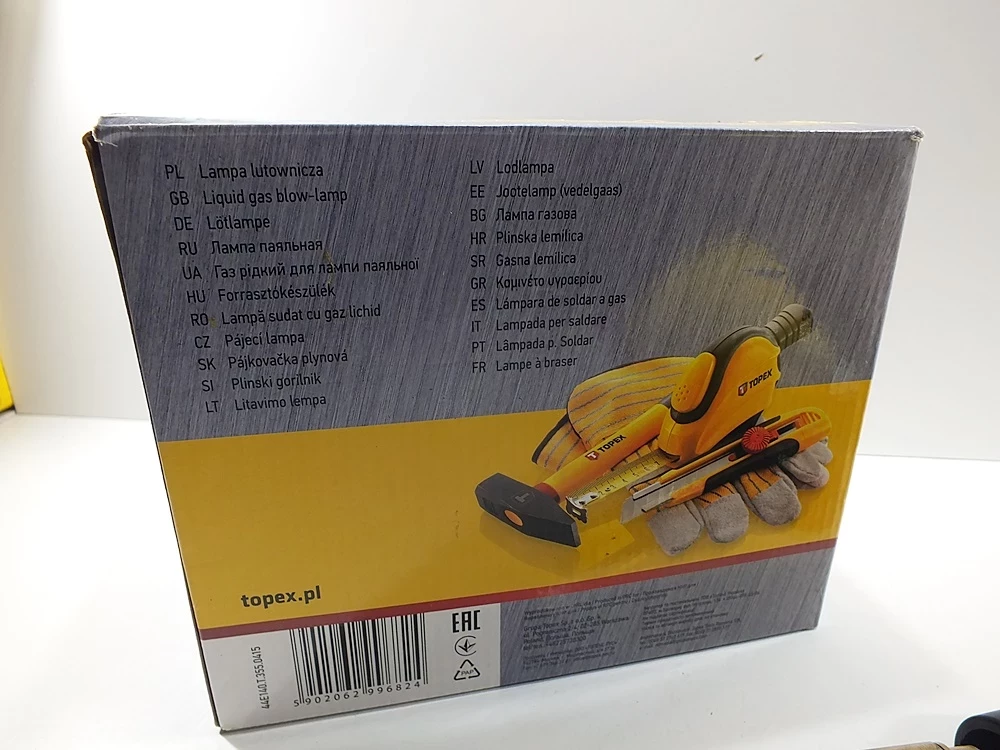 PL Lampa lutownicza
GB Liquid gas blow-lamp
DE Lötlampe
RU Лампа паяльная
UA Газ рідкий для лампи паяльної
HU Forrasztókészülék
RO Lampă sudat cu gaz lichid
CZ Pájecí lampa
SK Pájkovačka plynová
SI Plinski gorilnik
LT Litavimo lempa
LV Lodlampa
EE Jootelamp (vedelgaas)
BG Лампа газова
HR Plinska lemilica
SR Gasna lemilica
GR Καμινέτο υγραερίου
ES Lámpara de soldar a gas
IT Lampada per saldare
PT Lâmpada p. Soldar
FR Lampe à braser
TOPEX
TOPEX
topex.pl
44E140.T.355.0415
5 902062 996824
EAC
PAP